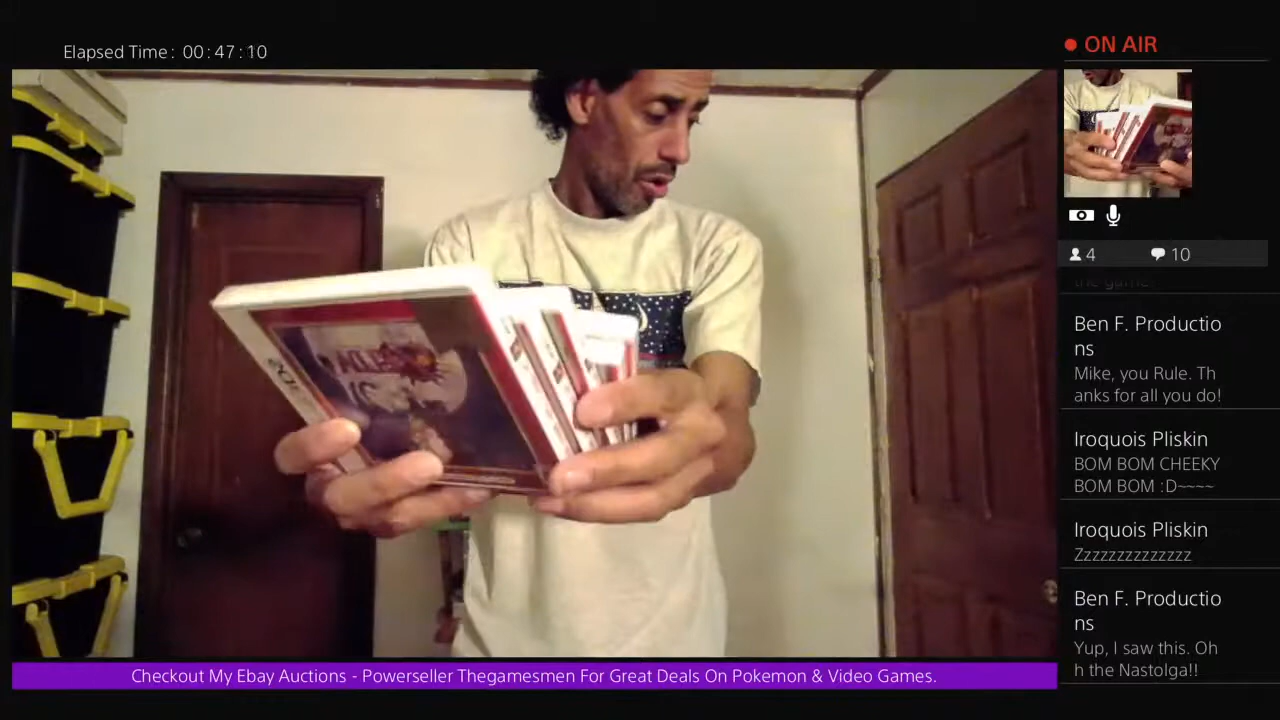 Elapsed Time: 00:47:10
ON AIR
4
10
the game!
Ben F. Productio
ns
Mike, you Rule. Th
anks for all you do!
Iroquois Pliskin
BOM BOM CHEEKY
BOM BOM :D~~~~
Iroquois Pliskin
Zzzzzzzzzzzzzz
Ben F. Productio
ns
Yup, I saw this. Oh
h the Nastolga!!
Checkout My Ebay Auctions - Powerseller Thegamesmen For Great Deals On Pokemon & Video Games.